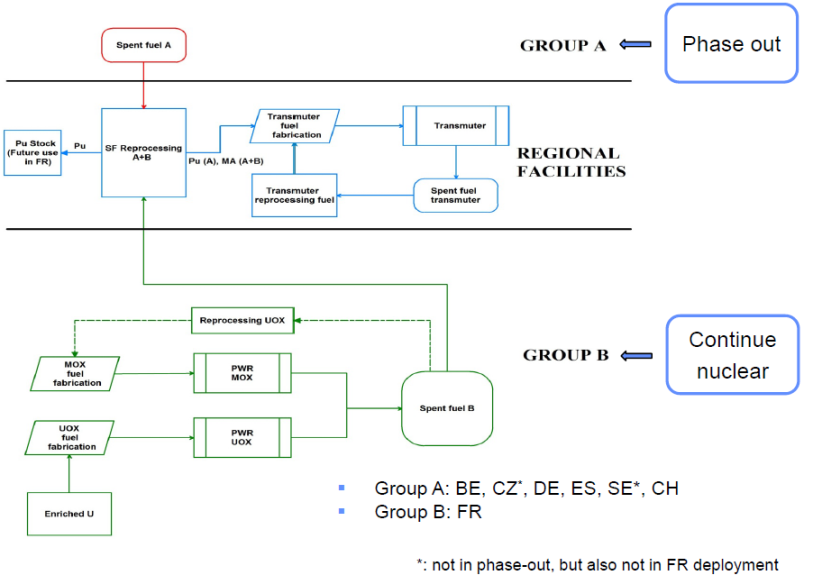 Spent fuel A
GROUP A
Phase out
Pu Stock
(Future use
in FR)
Pu
SF Reprocessing
A+B
Pu (A), MA (A+B)
Transmuter
fuel
fabrication
Transmuter
REGIONAL
FACILITIES
Transmuter
reprocessing fuel
Spent fuel
transmuter
Reprocessing UOX
MOX
fuel
fabrication
PWR
MOX
GROUP B
Continue
nuclear
Spent fuel B
UOX
fuel
fabrication
PWR
UOX
Enriched U
▪ Group A: BE, CZ*, DE, ES, SE*, CH
▪ Group B: FR
*: not in phase-out, but also not in FR deployment